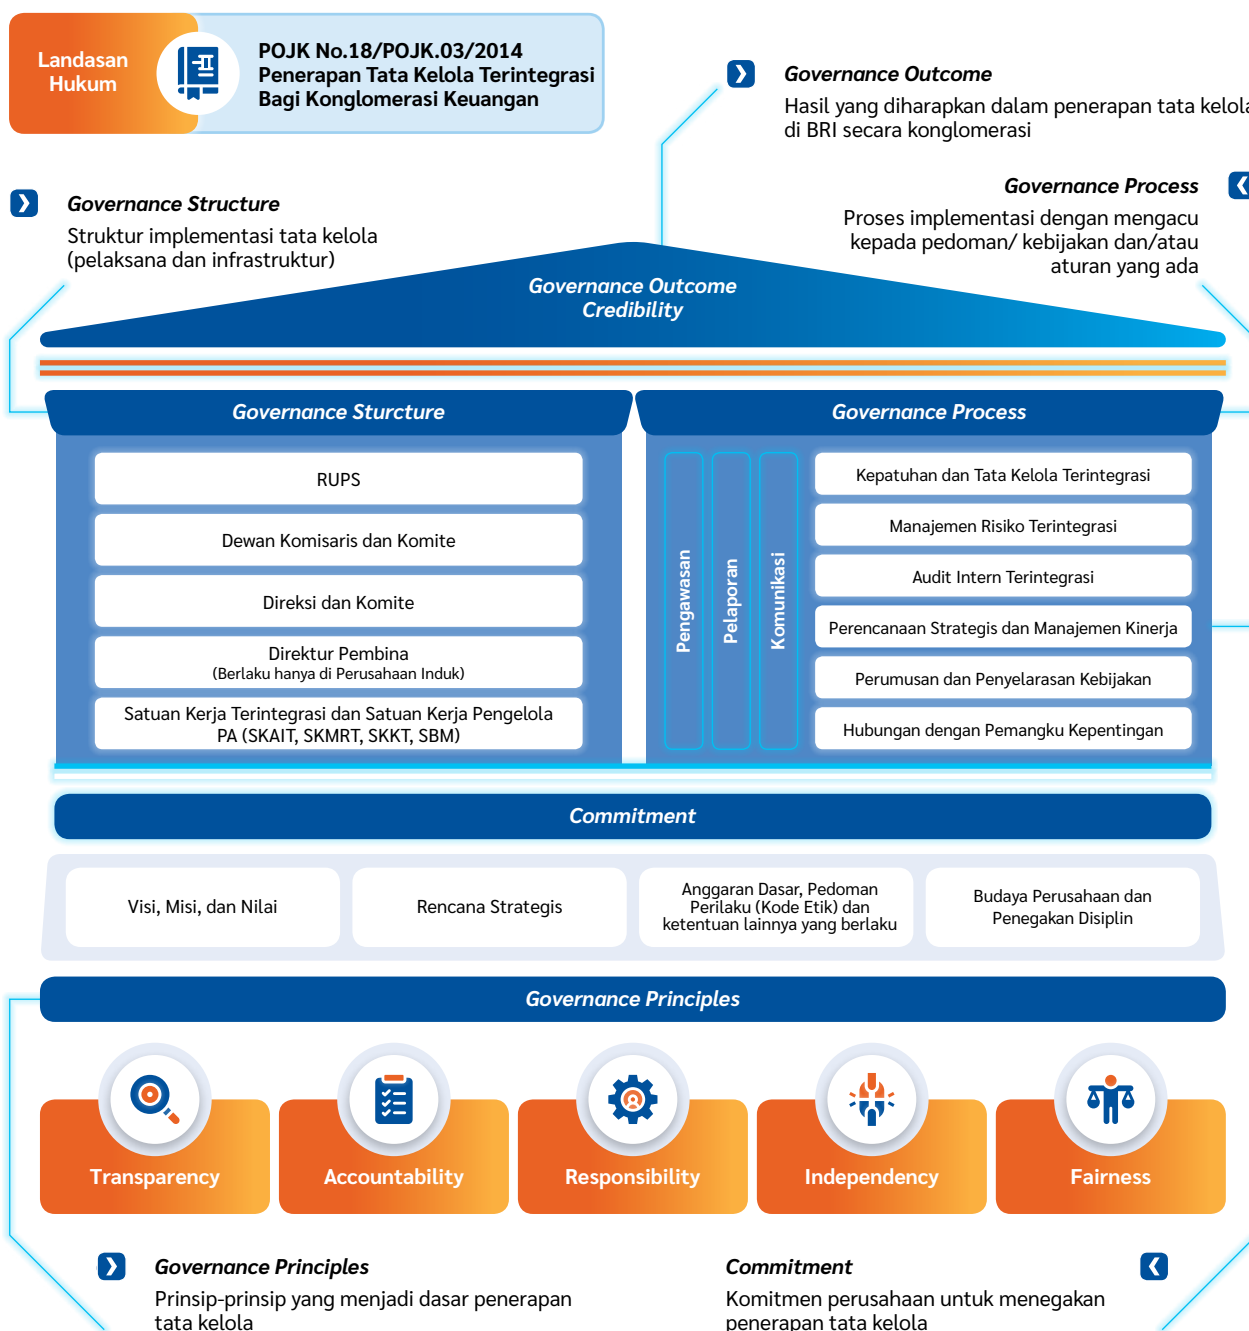 Landasan
Hukum
POJK No.18/POJK.03/2014
Penerapan Tata Kelola Terintegrasi
Bagi Konglomerasi Keuangan
Governance Outcome
Hasil yang diharapkan dalam penerapan tata kelola
di BRI secara konglomerasi
Governance Structure
Struktur implementasi tata kelola
(pelaksana dan infrastruktur)
Governance Process
Proses implementasi dengan mengacu
kepada pedoman/ kebijakan dan/atau
aturan yang ada
Governance Outcome
Credibility
Governance Sturcture
RUPS
Dewan Komisaris dan Komite
Direksi dan Komite
Direktur Pembina
(Berlaku hanya di Perusahaan Induk)
Satuan Kerja Terintegrasi dan Satuan Kerja Pengelola
PA (SKAIT, SKMRT, SKKT, SBM)
Governance Process
Pengawasan
Pelaporan
Komunikasi
Kepatuhan dan Tata Kelola Terintegrasi
Manajemen Risiko Terintegrasi
Audit Intern Terintegrasi
Perencanaan Strategis dan Manajemen Kinerja
Perumusan dan Penyelarasan Kebijakan
Hubungan dengan Pemangku Kepentingan
Commitment
Visi, Misi, dan Nilai
Rencana Strategis
Anggaran Dasar, Pedoman
Perilaku (Kode Etik) dan
ketentuan lainnya yang berlaku
Budaya Perusahaan dan
Penegakan Disiplin
Governance Principles
Transparency
Accountability
Responsibility
Independency
Fairness
Governance Principles
Prinsip-prinsip yang menjadi dasar penerapan
tata kelola
Commitment
Komitmen perusahaan untuk menegakan
penerapan tata kelola